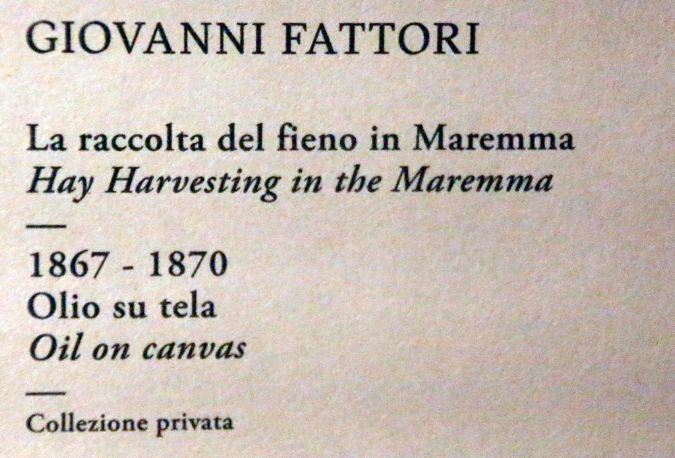 GIOVANNI FATTORI
La raccolta del fieno in Maremma
Hay Harvesting in the Maremma
1867 - 1870
Olio su tela
Oil on canvas
Collezione privata